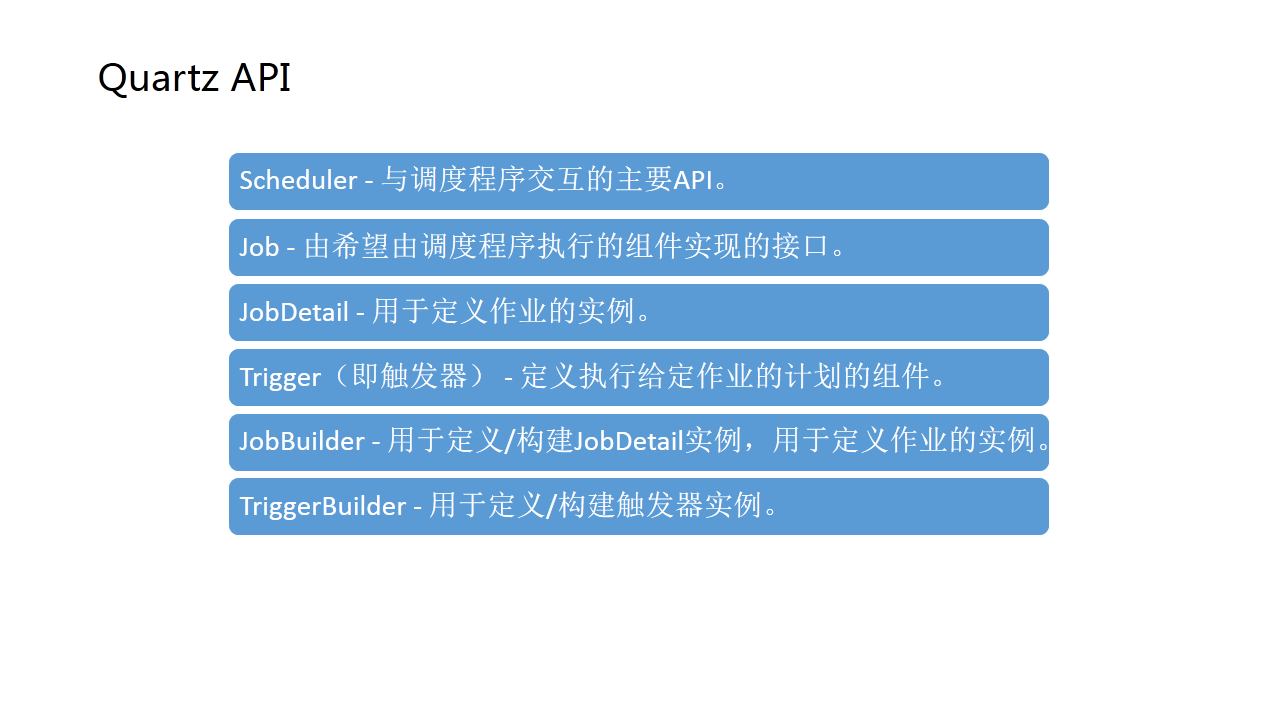 Quartz API
Scheduler - 与调度程序交互的主要API。
Job - 由希望由调度程序执行的组件实现的接口。
JobDetail - 用于定义作业的实例。
Trigger（即触发器） - 定义执行给定作业的计划的组件。
JobBuilder - 用于定义/构建JobDetail实例，用于定义作业的实例。
TriggerBuilder - 用于定义/构建触发器实例。